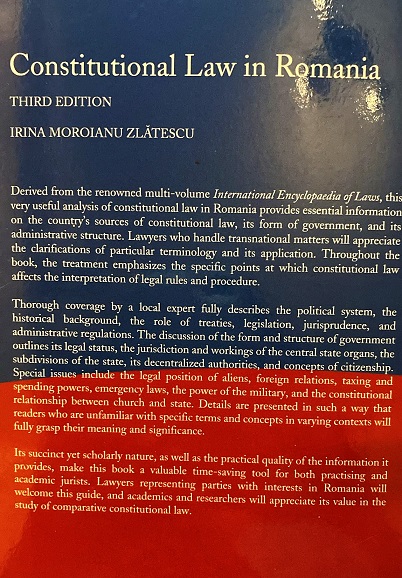 Constitutional Law in Romania
THIRD EDITION
IRINA MOROIANU ZLĂTESCU
Derived from the renowned multi-volume International Encyclopaedia of Laws, this
very useful analysis of constitutional law in Romania provides essential information
on the country's sources of constitutional law, its form of government, and its
administrative structure. Lawyers who handle transnational matters will appreciate
the clarifications of particular terminology and its application. Throughout the
book, the treatment emphasizes the specific points at which constitutional law
affects the interpretation of legal rules and procedure.
Thorough coverage by a local expert fully describes the political system, the
historical background, the role of treaties, legislation, jurisprudence, and
administrative regulations. The discussion of the form and structure of government
outlines its legal status, the jurisdiction and workings of the central state organs, the
subdivisions of the state, its decentralized authorities, and concepts of citizenship.
Special issues include the legal position of aliens, foreign relations, taxing and
spending powers, emergency laws, the power of the military, and the constitutional
relationship between church and state. Details are presented in such a way that
readers who are unfamiliar with specific terms and concepts in varying contexts will
fully grasp their meaning and significance.
Its succinct yet scholarly nature, as well as the practical quality of the information it
provides, make this book a valuable time-saving tool for both practising and
academic jurists. Lawyers representing parties with interests in Romania will
welcome this guide, and academics and researchers will appreciate its value in the
study of comparative constitutional law.